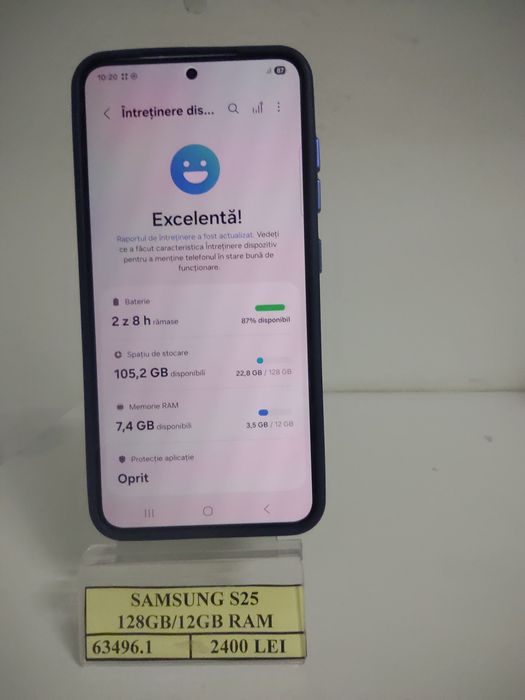 10:20
87
Întreținere dis...
Excelentă!
Raportul de întreținere a fost actualizat. Vedeți
ce a făcut caracteristica Întreținere dispozitiv
pentru a menține telefonul în stare bună de
funcționare.
Baterie
2 z 8 h rămase
87% disponibil
Spațiu de stocare
105,2 GB disponibili
22,8 GB / 128 GB
Memorie RAM
7,4 GB disponibili
3,5 GB / 12 GB
Protecție aplicație
Oprit
SAMSUNG S25
128GB/12GB RAM
63496.1 2400 LEI